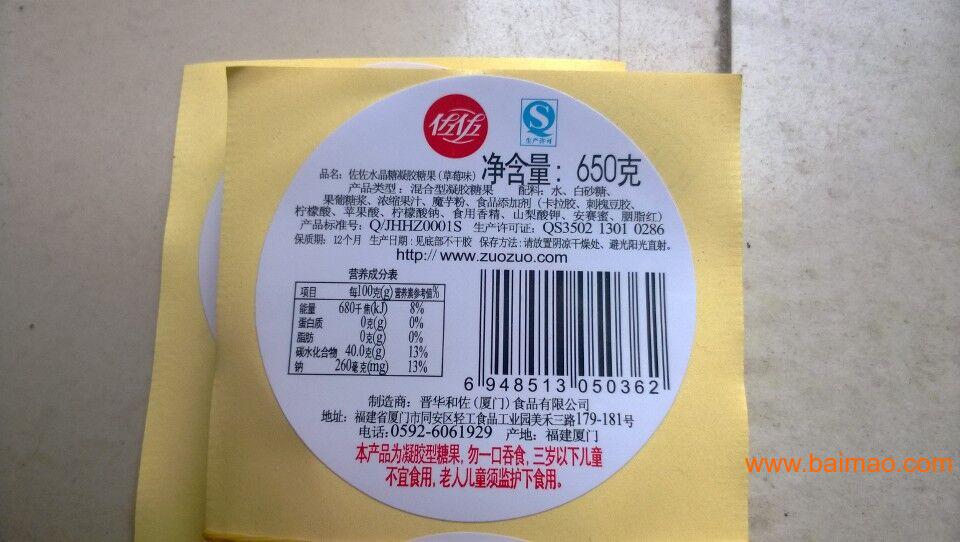 佐佐
S
生产许可
净含量：650克
品名：佐佐水晶糖凝胶糖果（草莓味）
产品类型：混合型凝胶糖果 配料：水、白砂糖、
果葡糖浆、浓缩果汁、魔芋粉、食品添加剂（卡拉胶、刺槐豆胶、
柠檬酸、苹果酸、柠檬酸钠、食用香精、山梨酸钾、安赛蜜、胭脂红）
产品标准号：Q/JHHZ0001S 生产许可证：QS3502 1301 0286
保质期：12个月 生产日期：见底部不干胶 保存方法：请放置阴凉干燥处、避光阳光直射。
http://www.zuozuo.com
营养成分表
项目 每100克(g) 营养素参考值%
能量 680千焦(kJ) 8%
蛋白质 0克(g) 0%
脂肪 0克(g) 0%
碳水化合物 40.0克(g) 13%
钠 260毫克(mg) 13%
6 948513 050362
制造商：晋华和佐（厦门）食品有限公司
地址：福建省厦门市同安区轻工食品工业园美禾三路179-181号
电话:0592-6061929 产地：福建厦门
本产品为凝胶型糖果，勿一口吞食，三岁以下儿童
不宜食用，老人儿童须监护下食用。
www.baimao.com